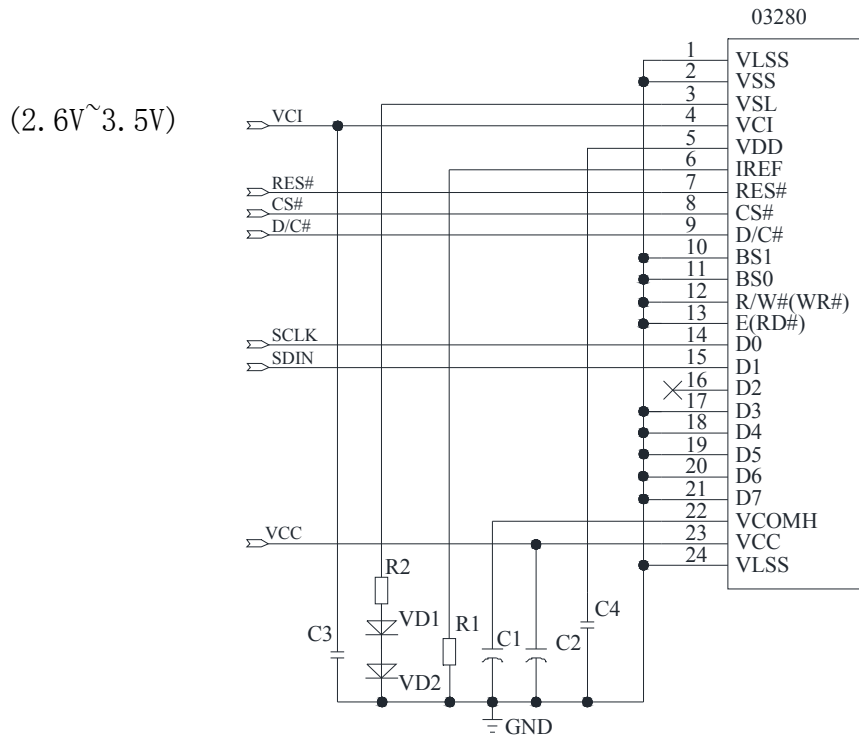 03280
1 VLSS
2 VSS
3 VSL
(2.6V~3.5V) VCI 4 VCI
5 VDD
6 IREF
RES# 7 RES#
CS# 8 CS#
D/C# 9 D/C#
10 BS1
11 BS0
12 R/W#(WR#)
13 E(RD#)
SCLK 14 D0
SDIN 15 D1
16 D2
17 D3
18 D4
19 D5
20 D6
21 D7
22 VCOMH
VCC 23 VCC
24 VLSS
R2
VD1
C3
R1
C1
C2
C4
VD2
GND